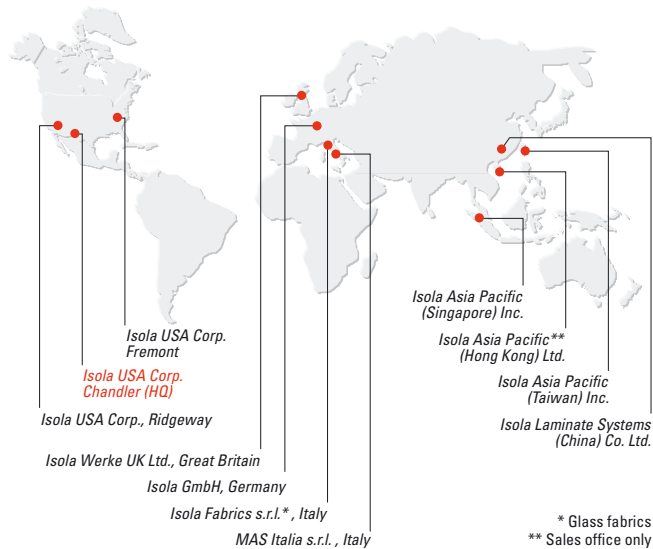 Isola USA Corp.
Fremont
Isola USA Corp.
Chandler (HQ)
Isola USA Corp., Ridgeway
Isola Werke UK Ltd., Great Britain
Isola GmbH, Germany
Isola Fabrics s.r.l.* , Italy
MAS Italia s.r.l. , Italy
Isola Asia Pacific
(Singapore) Inc.
Isola Asia Pacific**
(Hong Kong) Ltd.
Isola Asia Pacific
(Taiwan) Inc.
Isola Laminate Systems
(China) Co. Ltd.
* Glass fabrics
** Sales office only